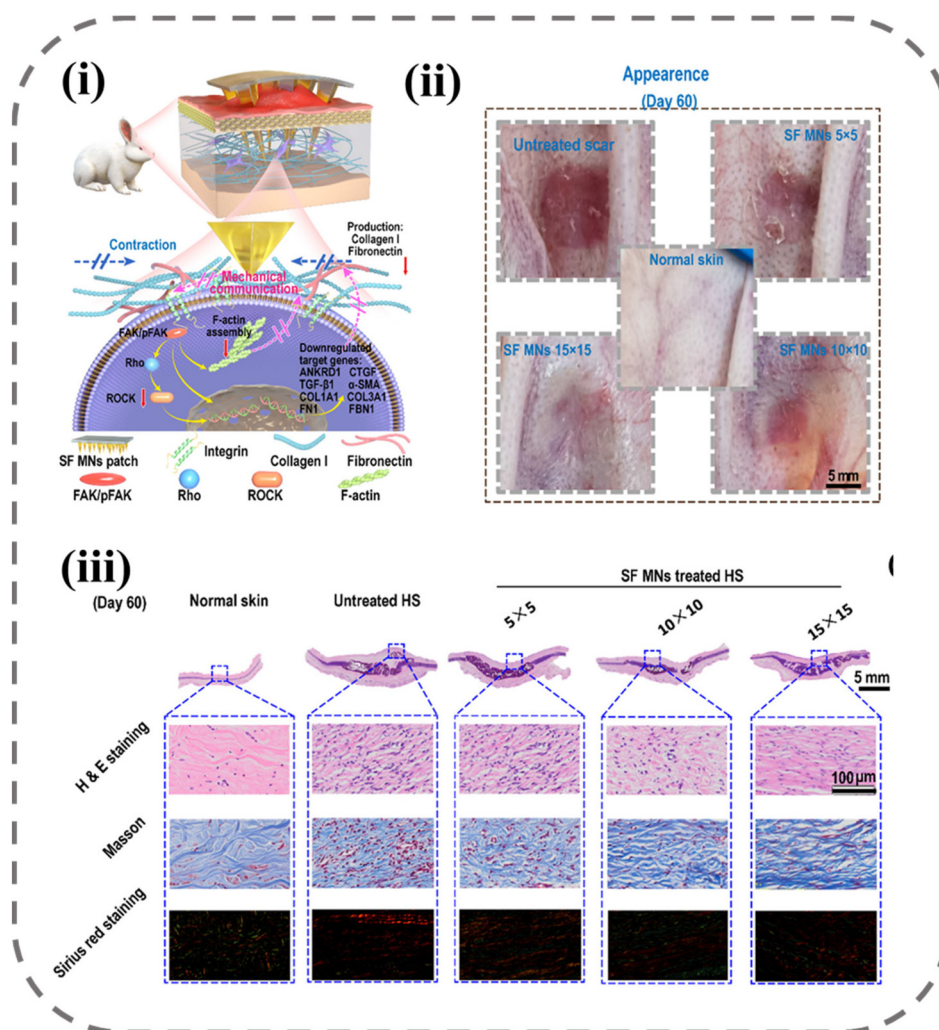 (i)
Contraction
Production:
Collagen I
Fibronectin
Mechanical
communication
FAK/pFAK
F-actin
assembly
Rho
ROCK
Downregulated
target genes:
ANKRD1 CTGF
TGF-β1 α-SMA
COL1A1 COL3A1
FN1 FBN1
SF MNs patch
Integrin
Collagen I
Fibronectin
FAK/pFAK
Rho
ROCK
F-actin
(ii)
Appearence
(Day 60)
Untreated scar
SF MNs 5×5
Normal skin
SF MNs 15×15
SF MNs 10×10
5 mm
(iii)
(Day 60)
Normal skin
Untreated HS
SF MNs treated HS
5×5
10×10
15×15
5 mm
H & E staining
100 μm
Masson
Sirius red staining